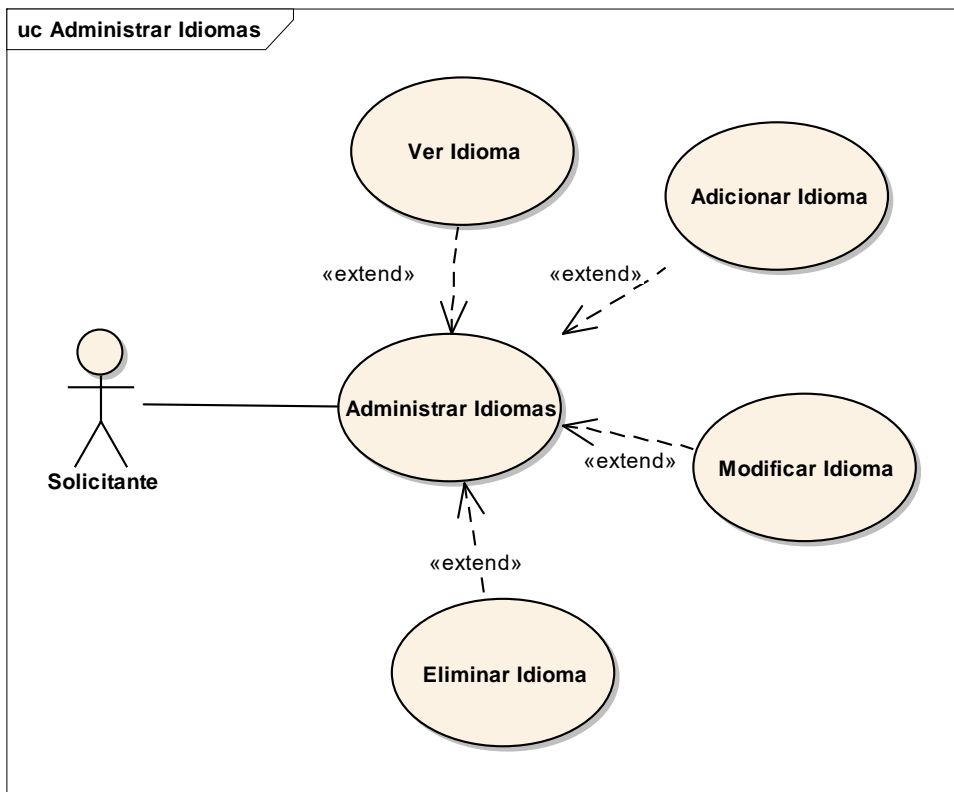 uc Administrar Idiomas
Ver Idioma
Adicionar Idioma
«extend»
«extend»
Administrar Idiomas
Solicitante
«extend»
Modificar Idioma
«extend»
Eliminar Idioma